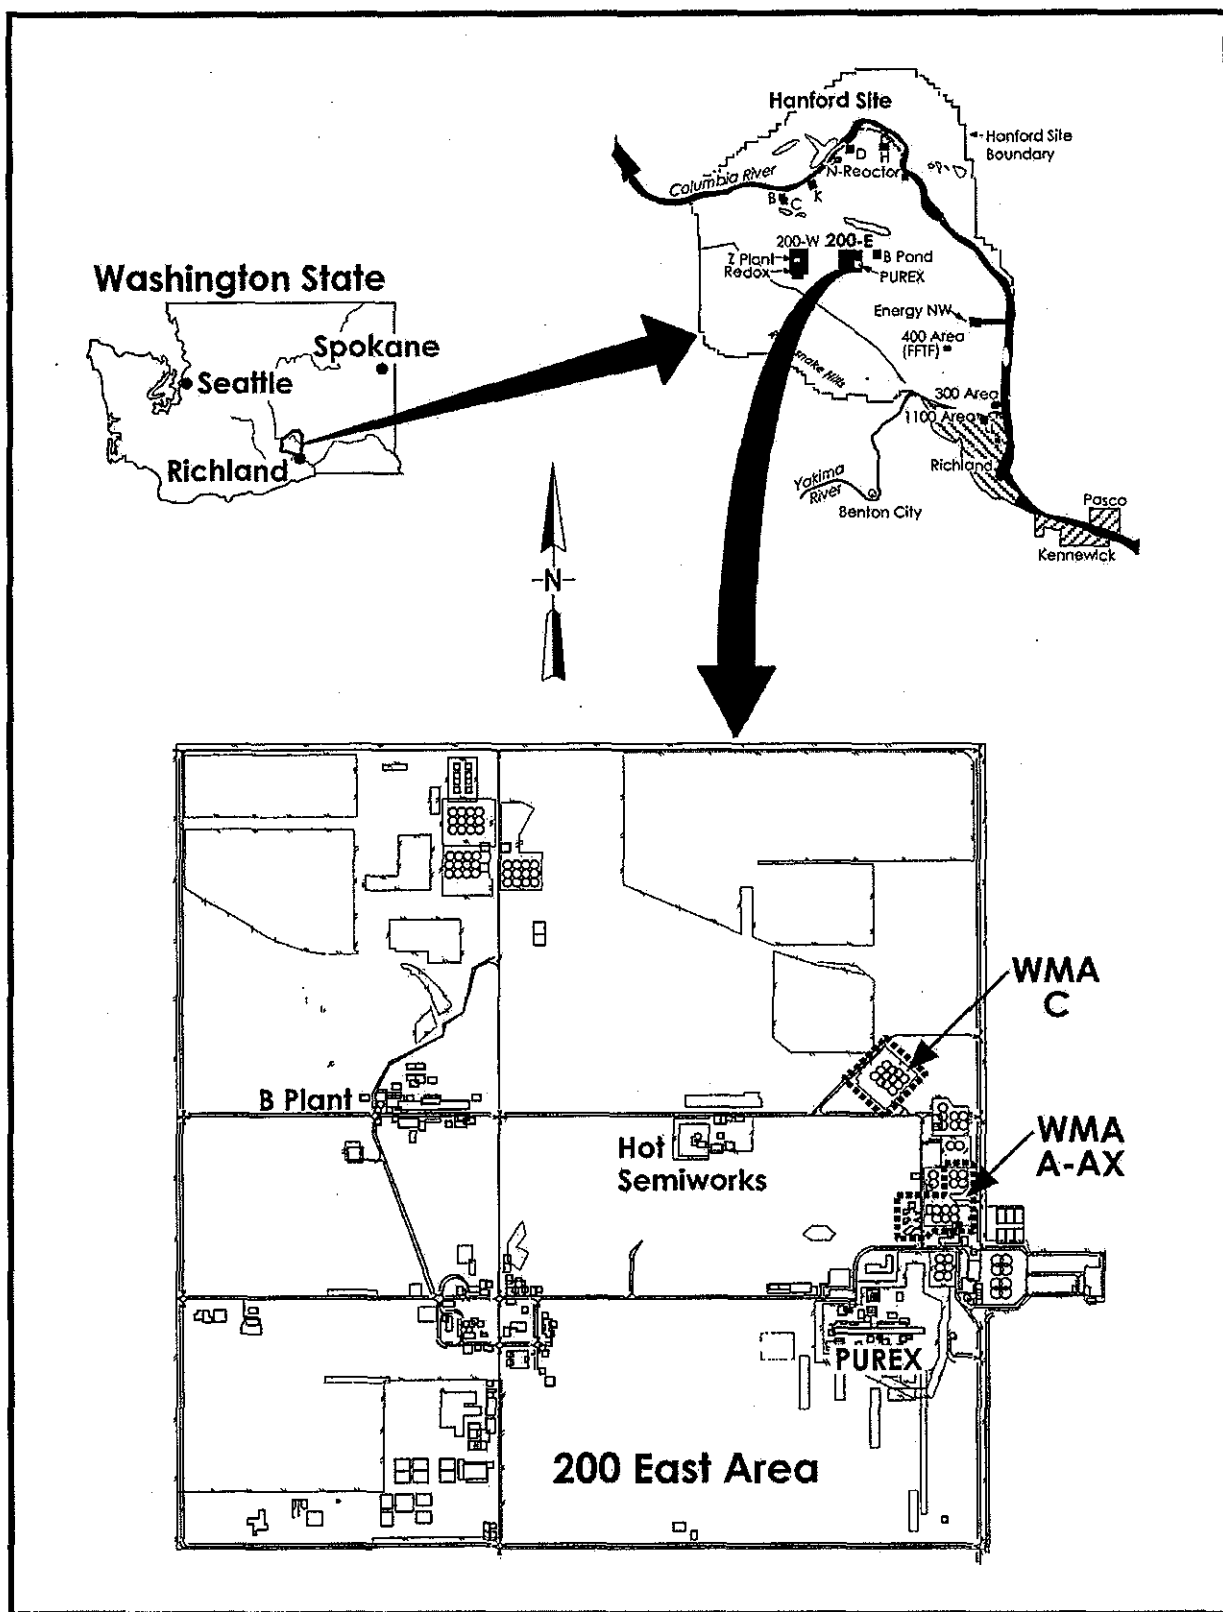 Hanford Site
Hanford Site
Boundary
D
H
N-Reactor
Columbia River
K
B
C
200-W
200-E
Z Plant
Redox
B Pond
PUREX
Energy NW
400 Area
(FFTF)
300 Area
1100 Area
Richland
Yakima
River
Benton City
Pasco
Kennewick
Washington State
Spokane
Seattle
Richland
N
WMA
C
B Plant
Hot
Semiworks
WMA
A-AX
PUREX
200 East Area